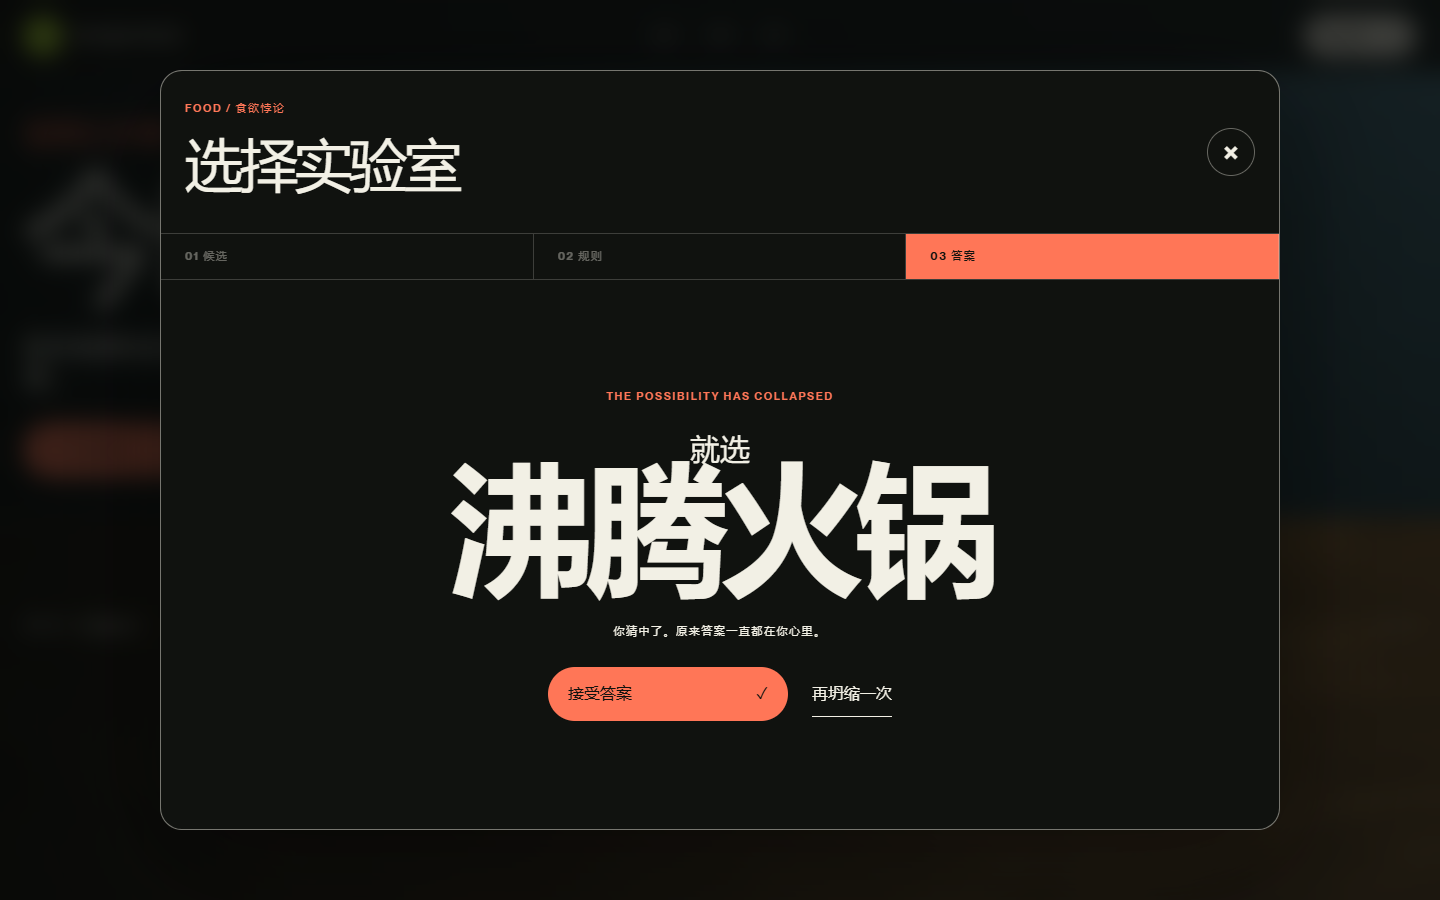 FOOD / 食欲悖论
选择实验室
×
01 候选
02 规则
03 答案
THE POSSIBILITY HAS COLLAPSED
就选
沸腾火锅
你猜中了。原来答案一直都在你心里。
接受答案 ✓
再坍缩一次